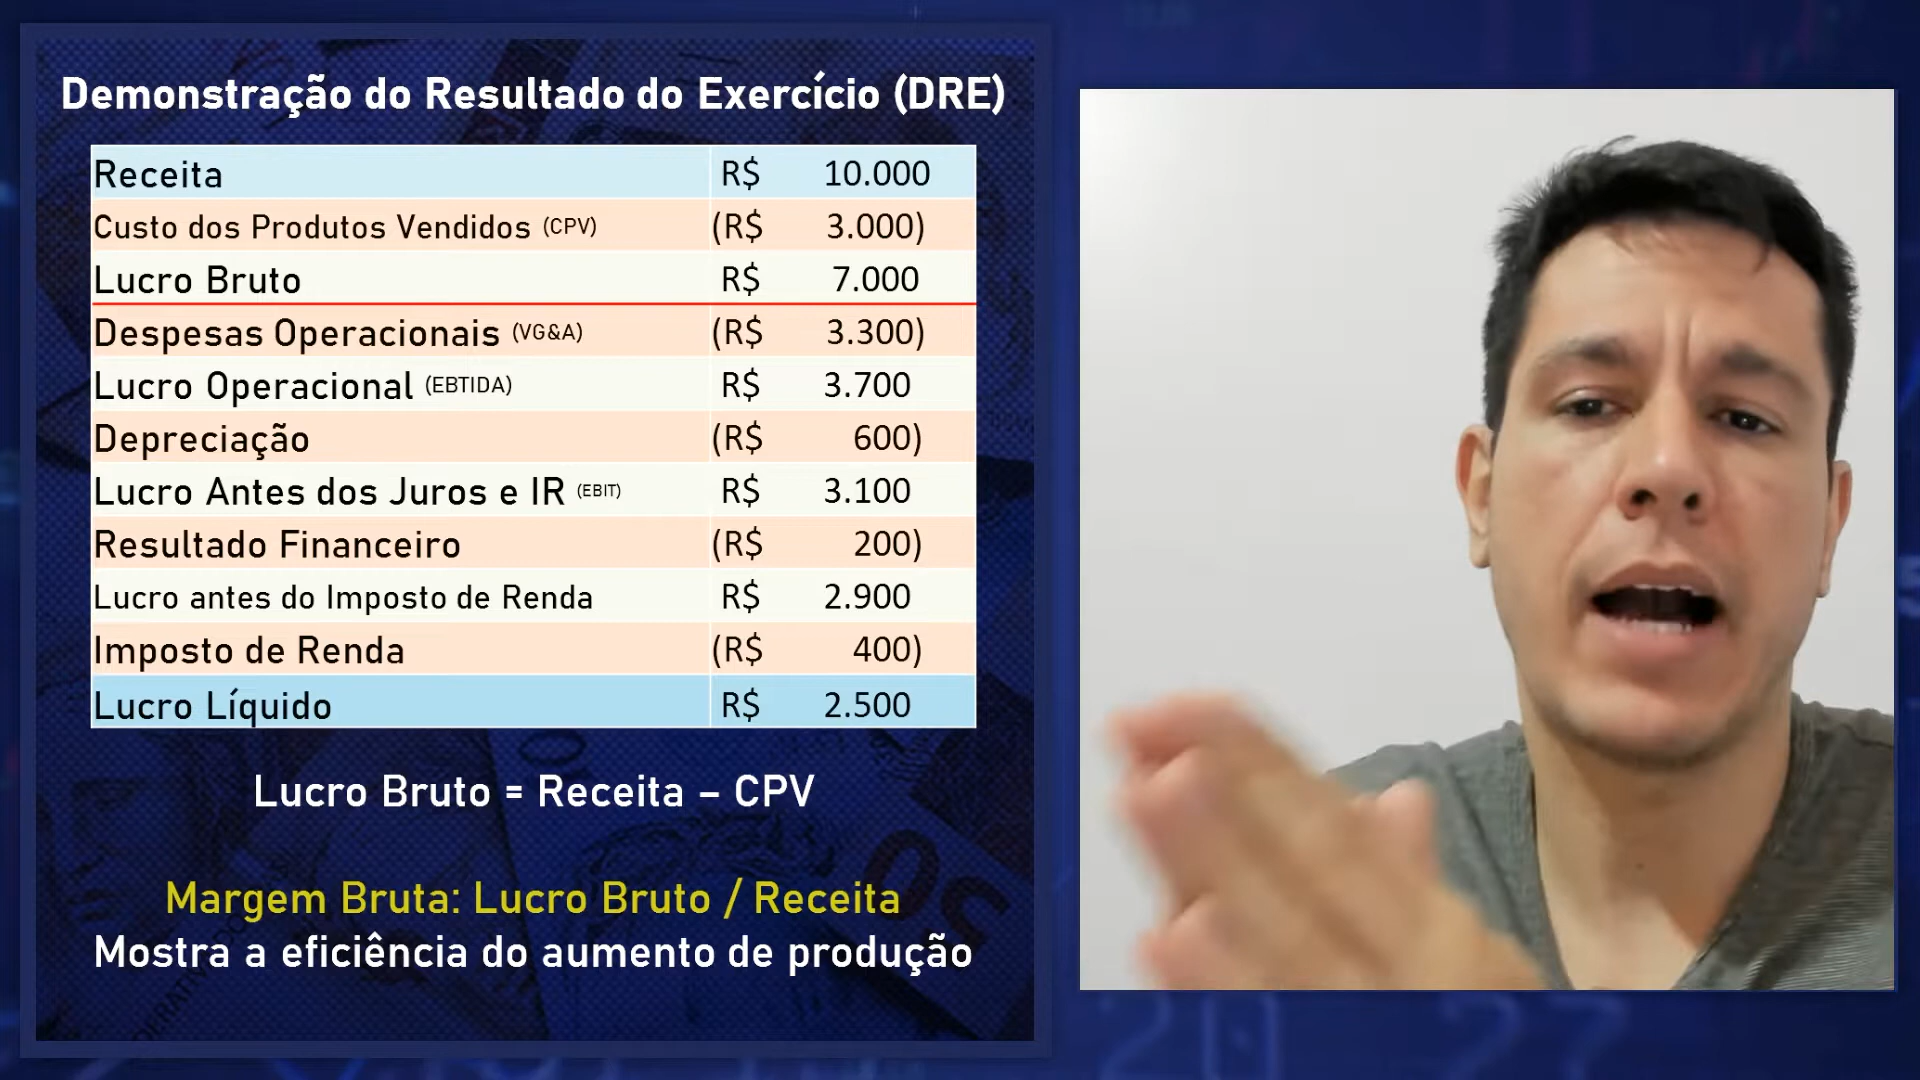 Demonstração do Resultado do Exercício (DRE)
Receita R$ 10.000
Custo dos Produtos Vendidos (CPV) (R$ 3.000)
Lucro Bruto R$ 7.000
Despesas Operacionais (VG&A) (R$ 3.300)
Lucro Operacional (EBTIDA) R$ 3.700
Depreciação (R$ 600)
Lucro Antes dos Juros e IR (EBIT) R$ 3.100
Resultado Financeiro (R$ 200)
Lucro antes do Imposto de Renda R$ 2.900
Imposto de Renda (R$ 400)
Lucro Líquido R$ 2.500
Lucro Bruto = Receita – CPV
Margem Bruta: Lucro Bruto / Receita
Mostra a eficiência do aumento de produção